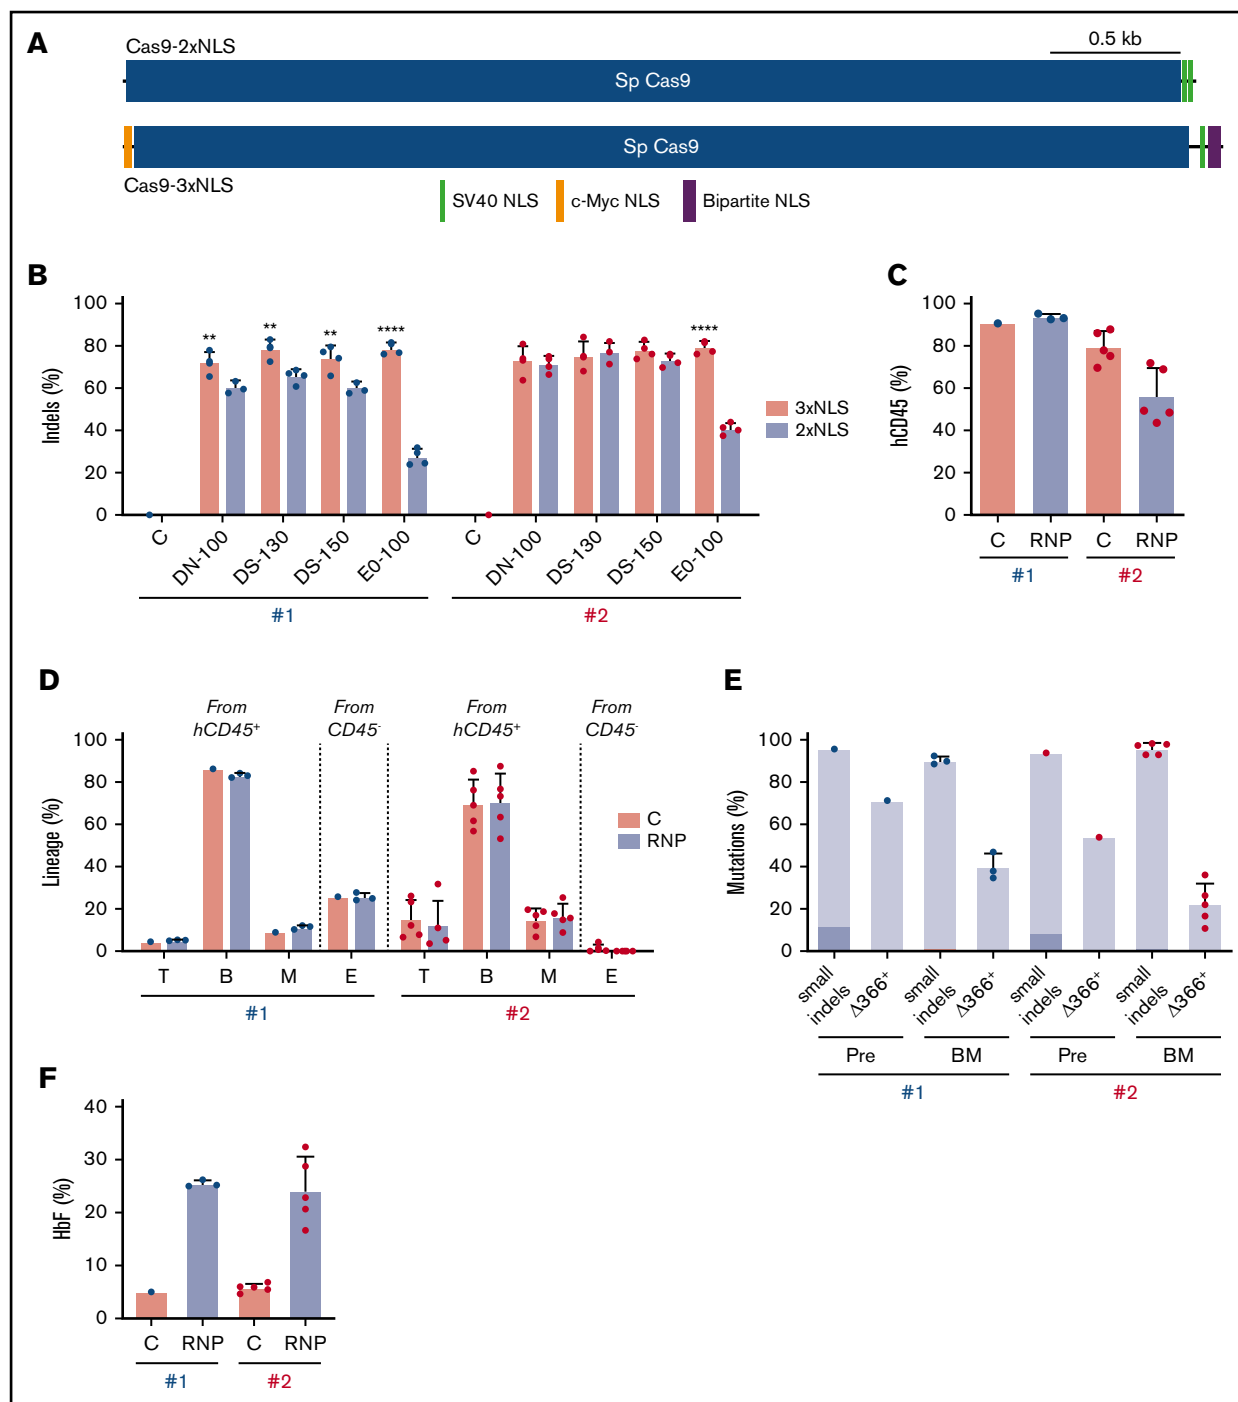 A
Cas9-2xNLS
0.5 kb
Sp Cas9
Sp Cas9
Cas9-3xNLS
SV40 NLS
c-Myc NLS
Bipartite NLS
B
Indels (%)
100
80
60
40
20
0
**
**
**
****
****
C
DN-100
DS-130
DS-150
E0-100
C
DN-100
DS-130
DS-150
E0-100
#1
#2
3xNLS
2xNLS
C
hCD45 (%)
100
80
60
40
20
0
C
RNP
C
RNP
#1
#2
D
From
hCD45+
From
CD45-
From
hCD45+
From
CD45-
Lineage (%)
100
80
60
40
20
0
C
RNP
T
B
M
E
T
B
M
E
#1
#2
E
Mutations (%)
100
80
60
40
20
0
small
indels
Δ366+
small
indels
Δ366+
small
indels
Δ366+
small
indels
Δ366+
Pre
BM
Pre
BM
#1
#2
F
HbF (%)
40
30
20
10
0
C
RNP
C
RNP
#1
#2